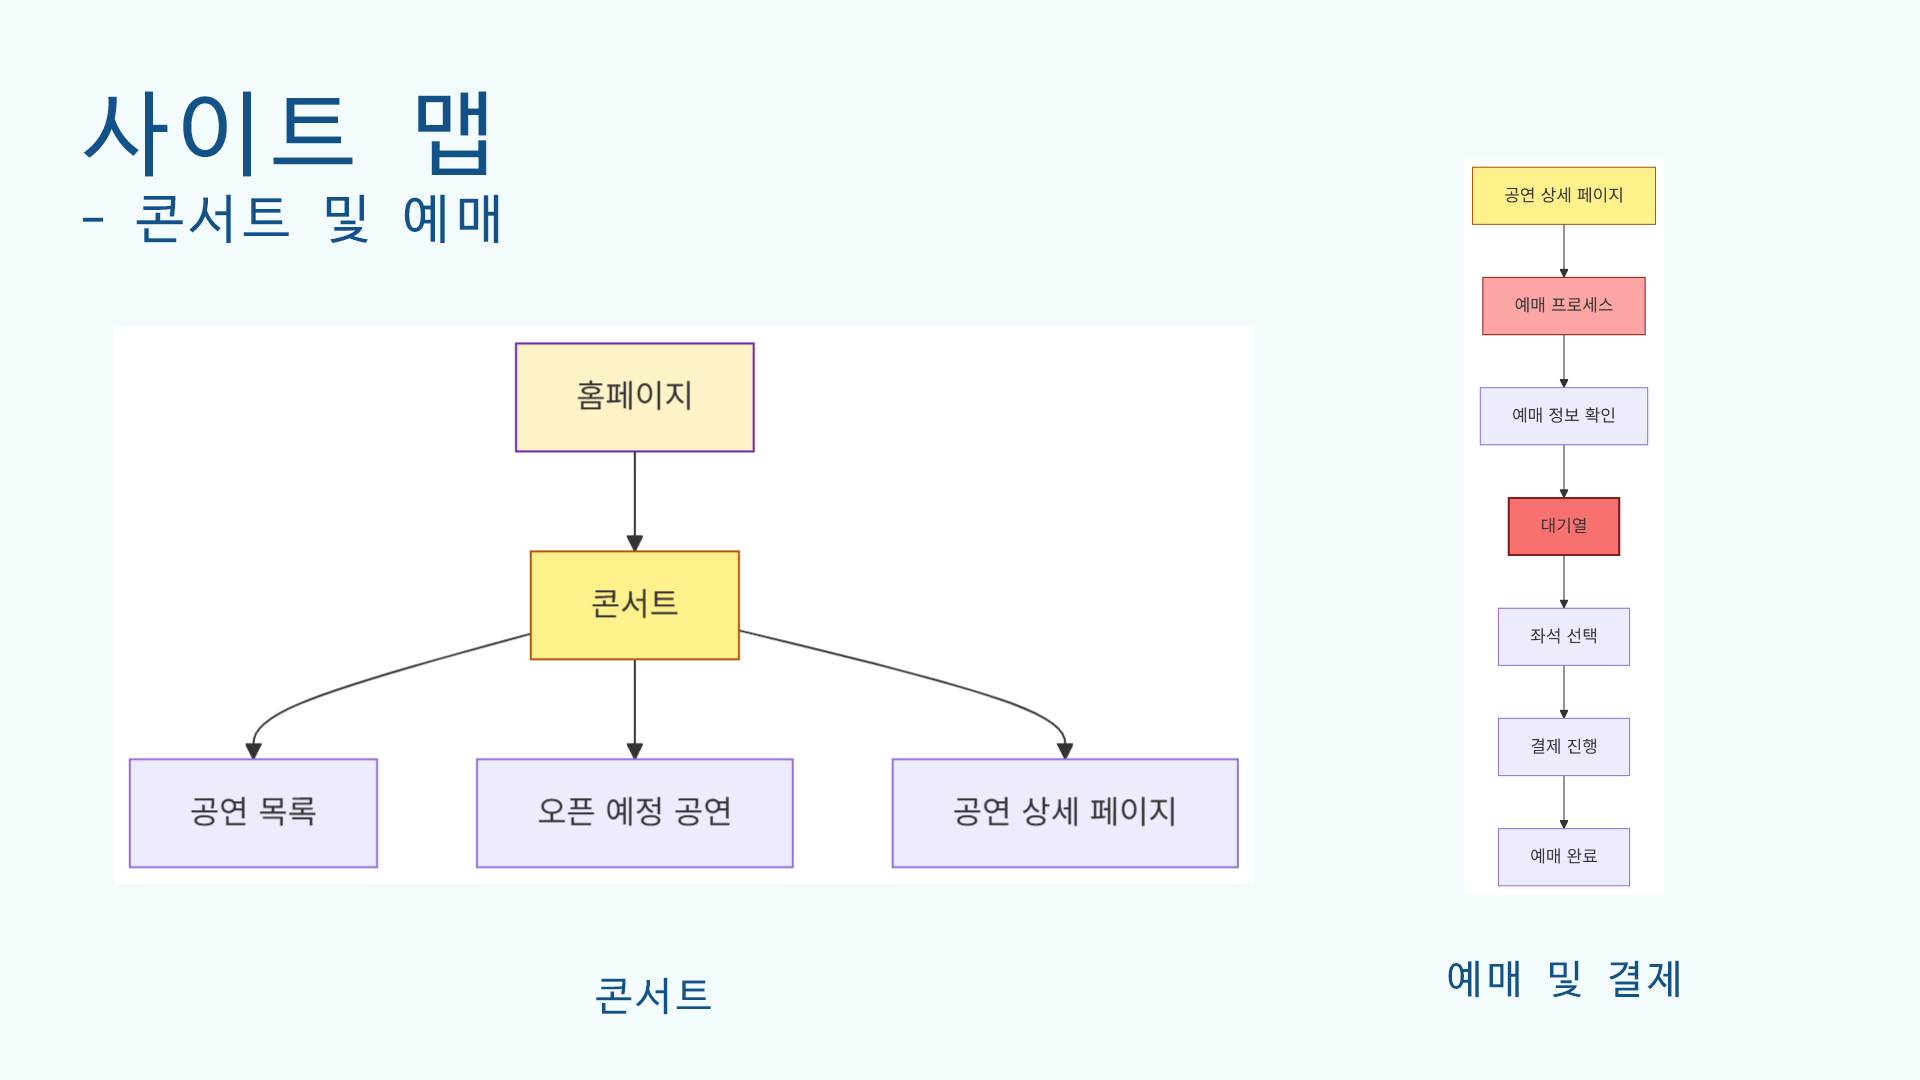 사이트 맵
- 콘서트 및 예매
홈페이지
콘서트
공연 목록
오픈 예정 공연
공연 상세 페이지
콘서트
공연 상세 페이지
예매 프로세스
예매 정보 확인
대기열
좌석 선택
결제 진행
예매 완료
예매 및 결제